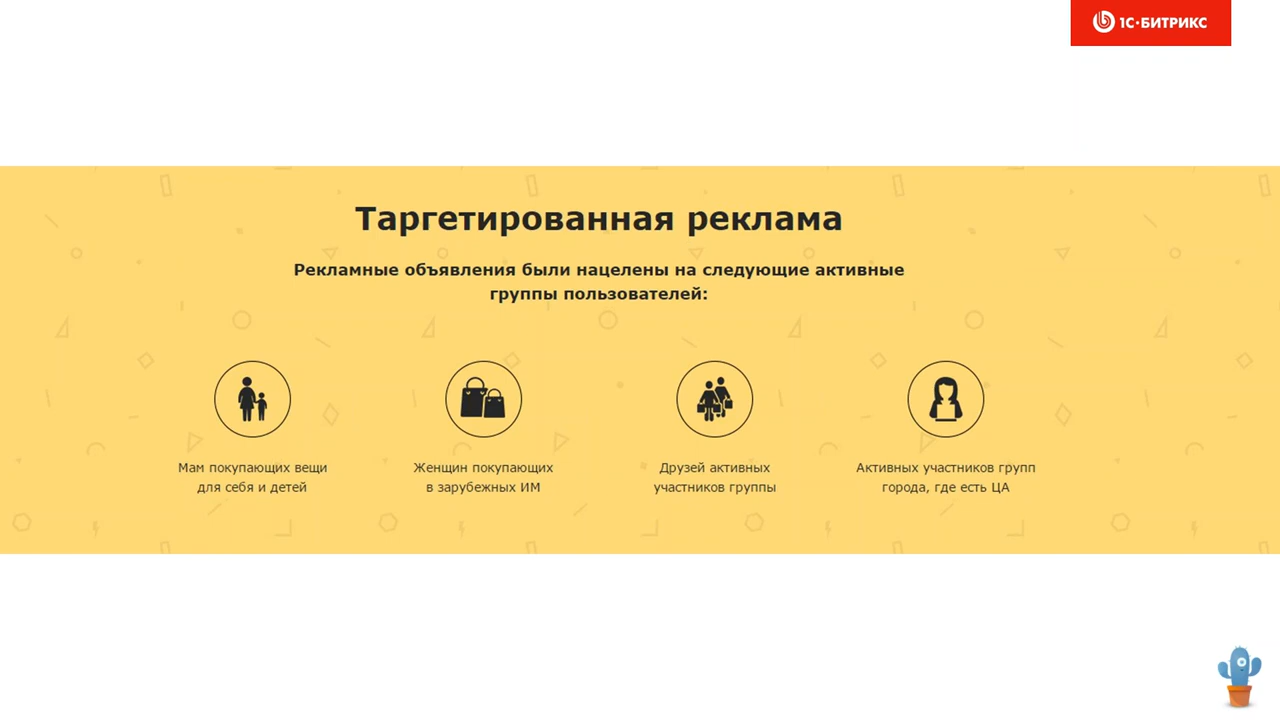 1С·БИТРИКС
Таргетированная реклама
Рекламные объявления были нацелены на следующие активные
группы пользователей:
Мам покупающих вещи
для себя и детей
Женщин покупающих
в зарубежных ИМ
Друзей активных
участников группы
Активных участников групп
города, где есть ЦА